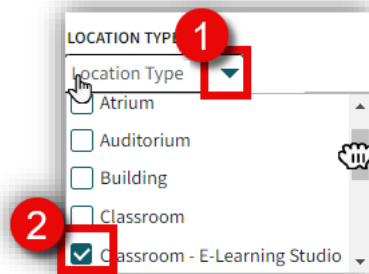 LOCATION TYPE
1
Location Type
Atrium
Auditorium
Building
Classroom
2
Classroom - E-Learning Studio